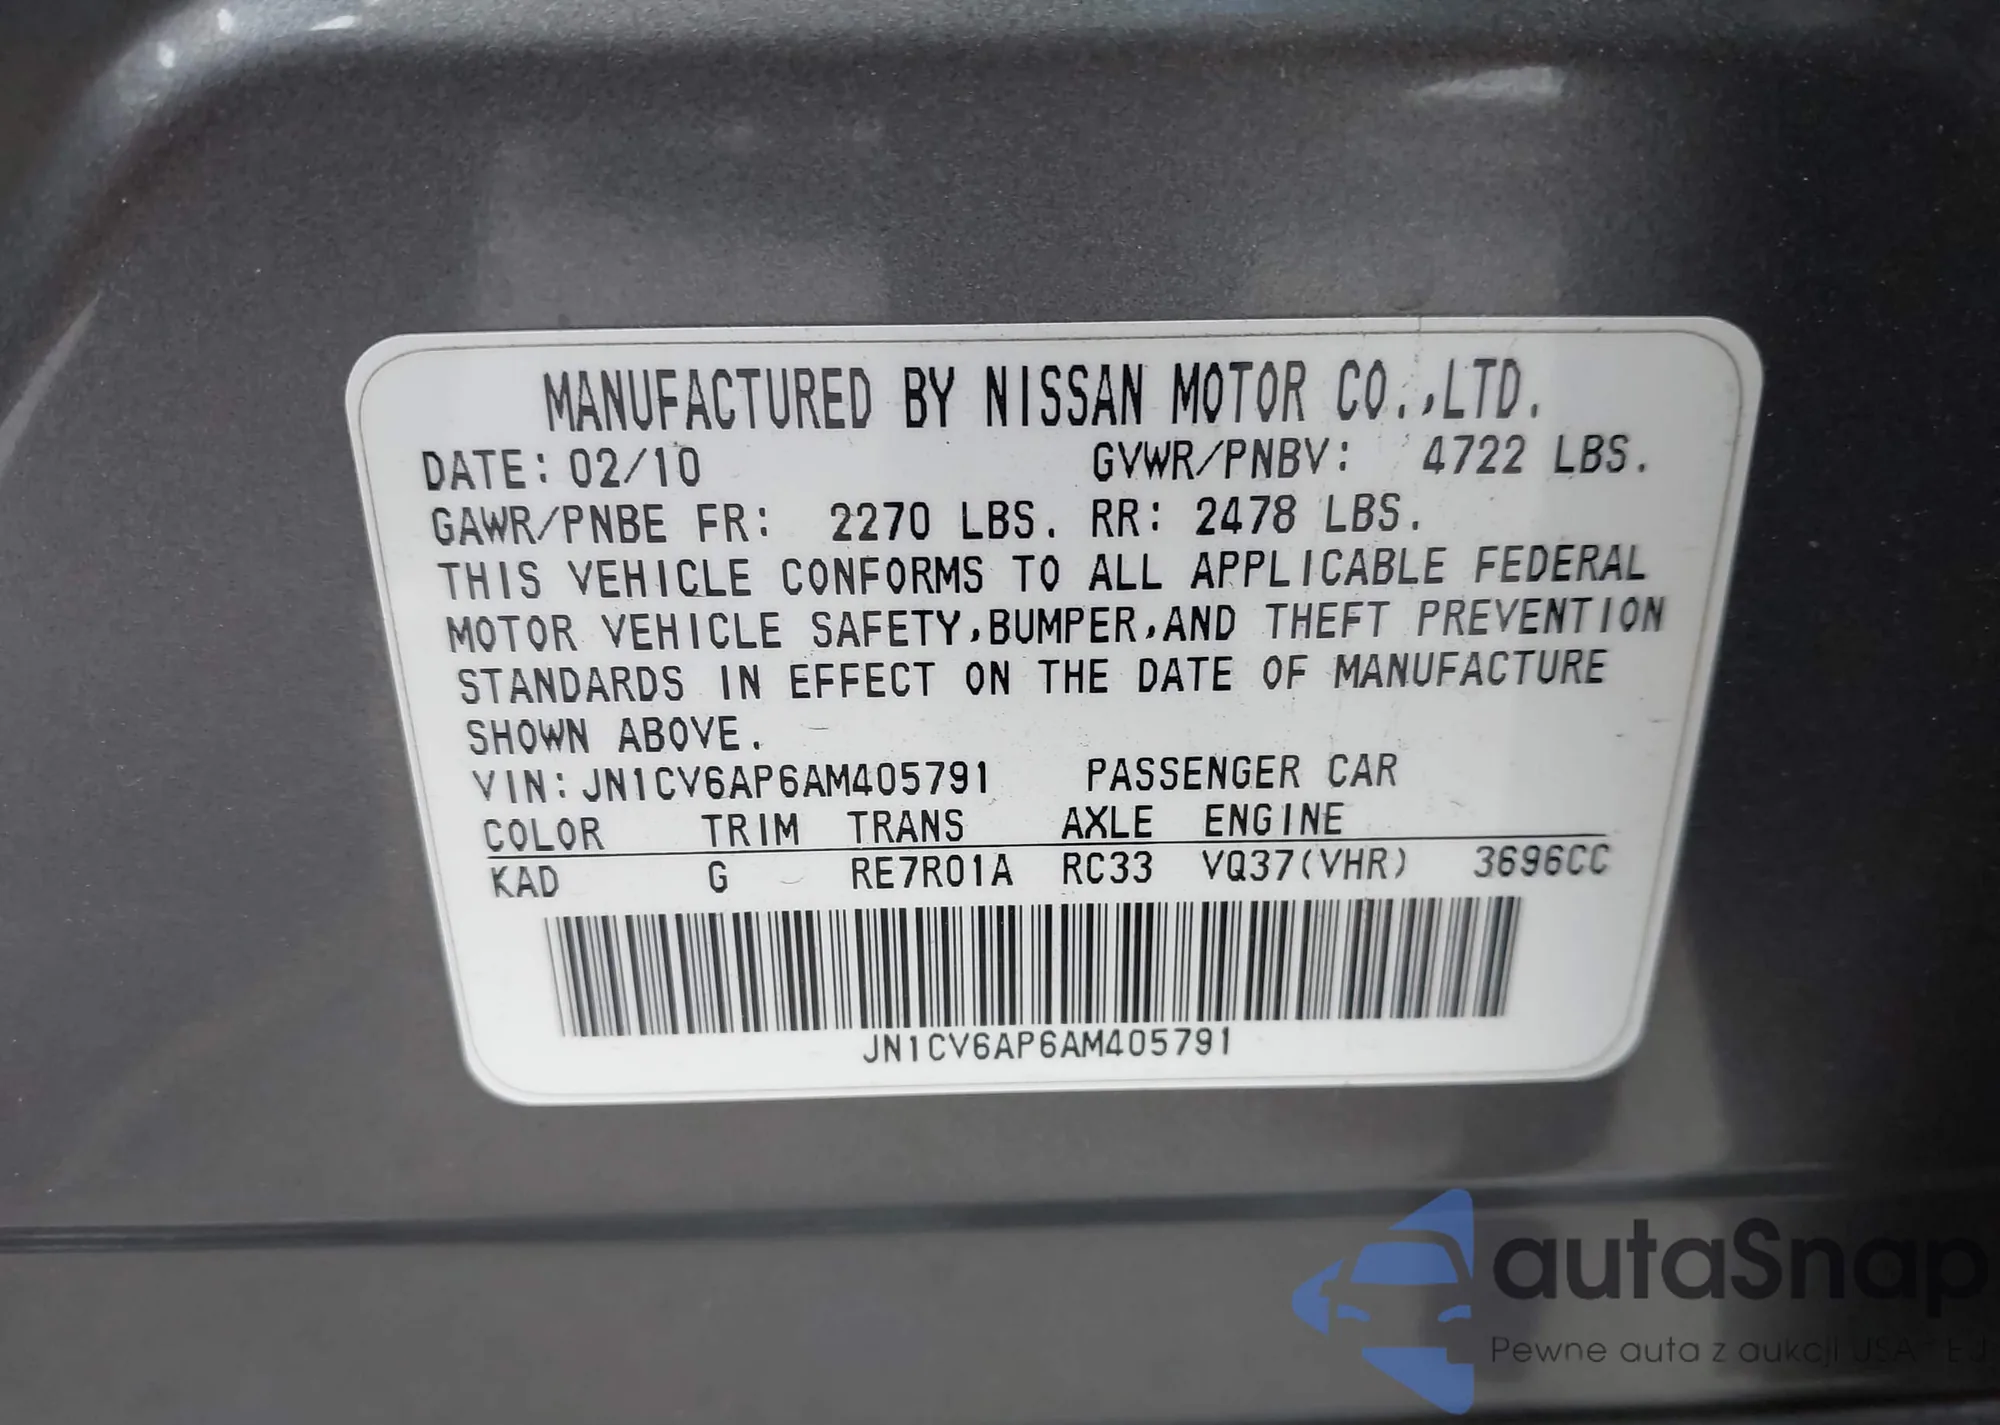 MANUFACTURED BY NISSAN MOTOR CO.,LTD.
DATE: 02/10 GVWR/PNBV: 4722 LBS.
GAWR/PNBE FR: 2270 LBS. RR: 2478 LBS.
THIS VEHICLE CONFORMS TO ALL APPLICABLE FEDERAL
MOTOR VEHICLE SAFETY,BUMPER,AND THEFT PREVENTION
STANDARDS IN EFFECT ON THE DATE OF MANUFACTURE
SHOWN ABOVE.
VIN: JN1CV6AP6AM405791 PASSENGER CAR
COLOR TRIM TRANS AXLE ENGINE
KAD G RE7R01A RC33 VQ37(VHR) 3696CC
JN1CV6AP6AM405791
autaSnap
Pewne auta z aukcji USA i EU